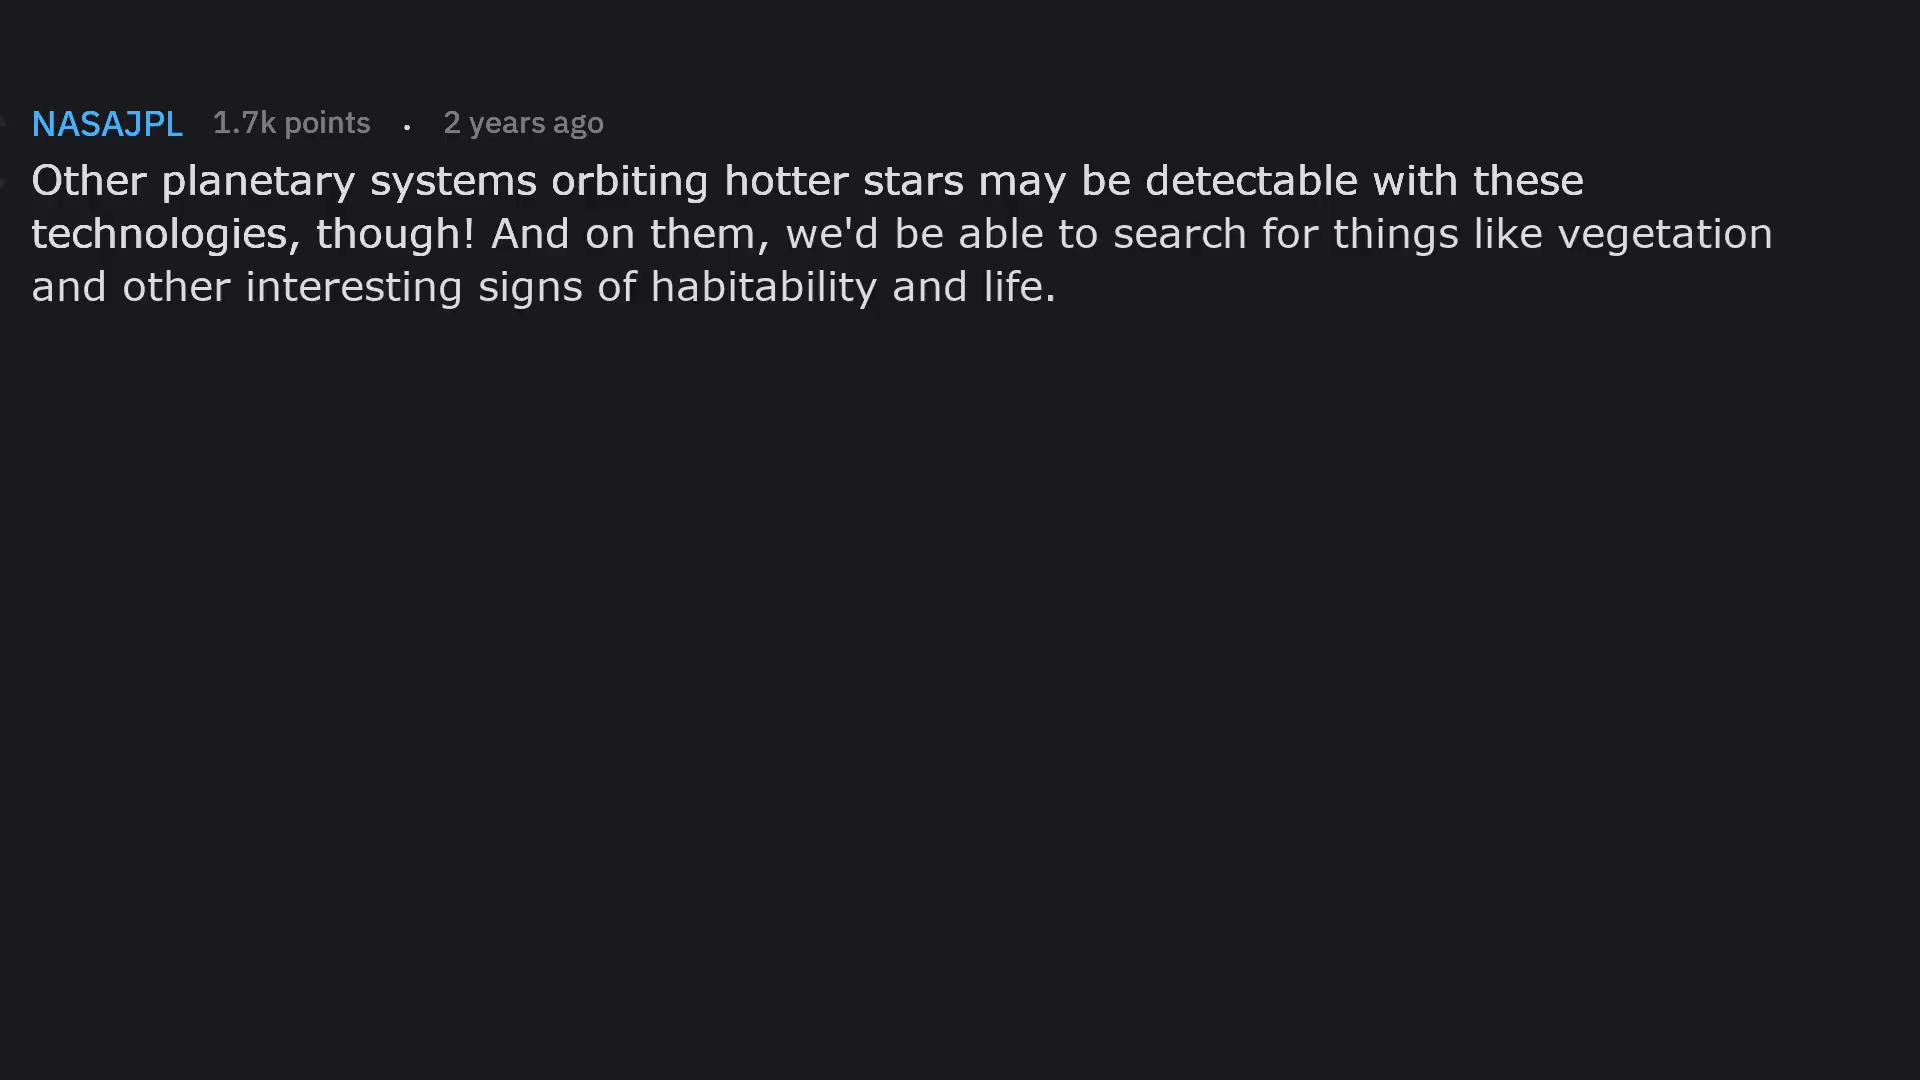 NASAJPL 1.7k points . 2 years ago
Other planetary systems orbiting hotter stars may be detectable with these
technologies, though! And on them, we'd be able to search for things like vegetation
and other interesting signs of habitability and life.